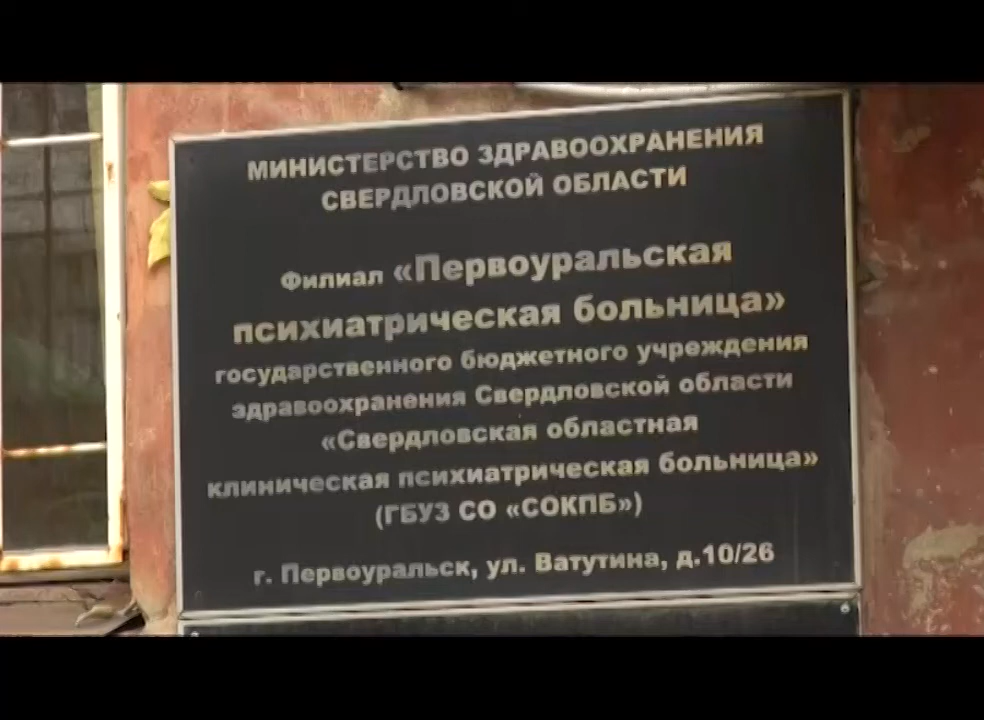 МИНИСТЕРСТВО ЗДРАВООХРАНЕНИЯ
СВЕРДЛОВСКОЙ ОБЛАСТИ
Филиал «Первоуральская
психиатрическая больница»
государственного бюджетного учреждения
здравоохранения Свердловской области
«Свердловская областная
клиническая психиатрическая больница»
(ГБУЗ СО «СОКПБ»)
г. Первоуральск, ул. Ватутина, д.10/26